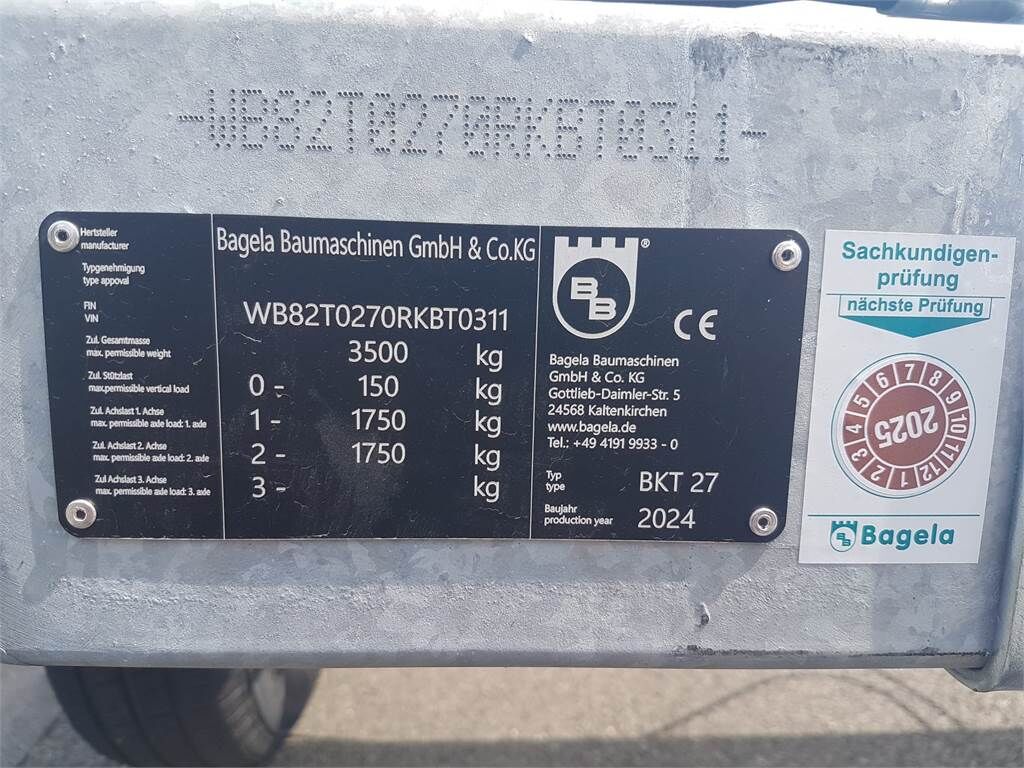 -WB82T0270RKBT0311-
Hertsteller
manufacturer
Bagela Baumaschinen GmbH & Co.KG
Typgenehmigung
type appoval
FIN
VIN
WB82T0270RKBT0311
Zul. Gesamtmasse
max. permissible weight
3500 kg
Zul. Stützlast
max.permissible vertical load
0 - 150 kg
Zul. Achslast 1. Achse
max. permissible axle load: 1. axle
1 - 1750 kg
Zul. Achslast 2. Achse
max. permissible axle load: 2. axle
2 - 1750 kg
Zul. Achslast 3. Achse
max. permissible axle load: 3. axle
3 - kg
BB
®
CE
Bagela Baumaschinen
GmbH & Co. KG
Gottlieb-Daimler-Str. 5
24568 Kaltenkirchen
www.bagela.de
Tel.: +49 4191 9933 - 0
Typ
type
BKT 27
Baujahr
production year
2024
Sachkundigen-
prüfung
nächste Prüfung
1 2 3 4 5 6 7 8 9 10 11 12
2025
BB Bagela